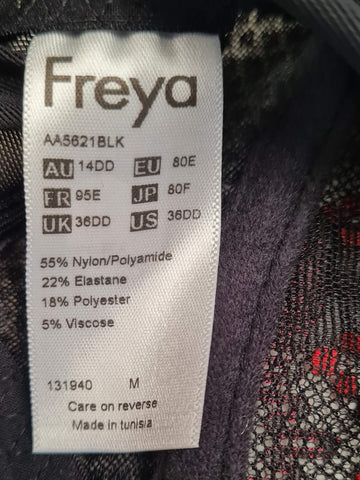 Freya
AA5621BLK
AU 14DD EU 80E
FR 95E JP 80F
UK 36DD US 36DD
55% Nylon/Polyamide
22% Elastane
18% Polyester
5% Viscose
131940 M
Care on reverse
Made in tunisia